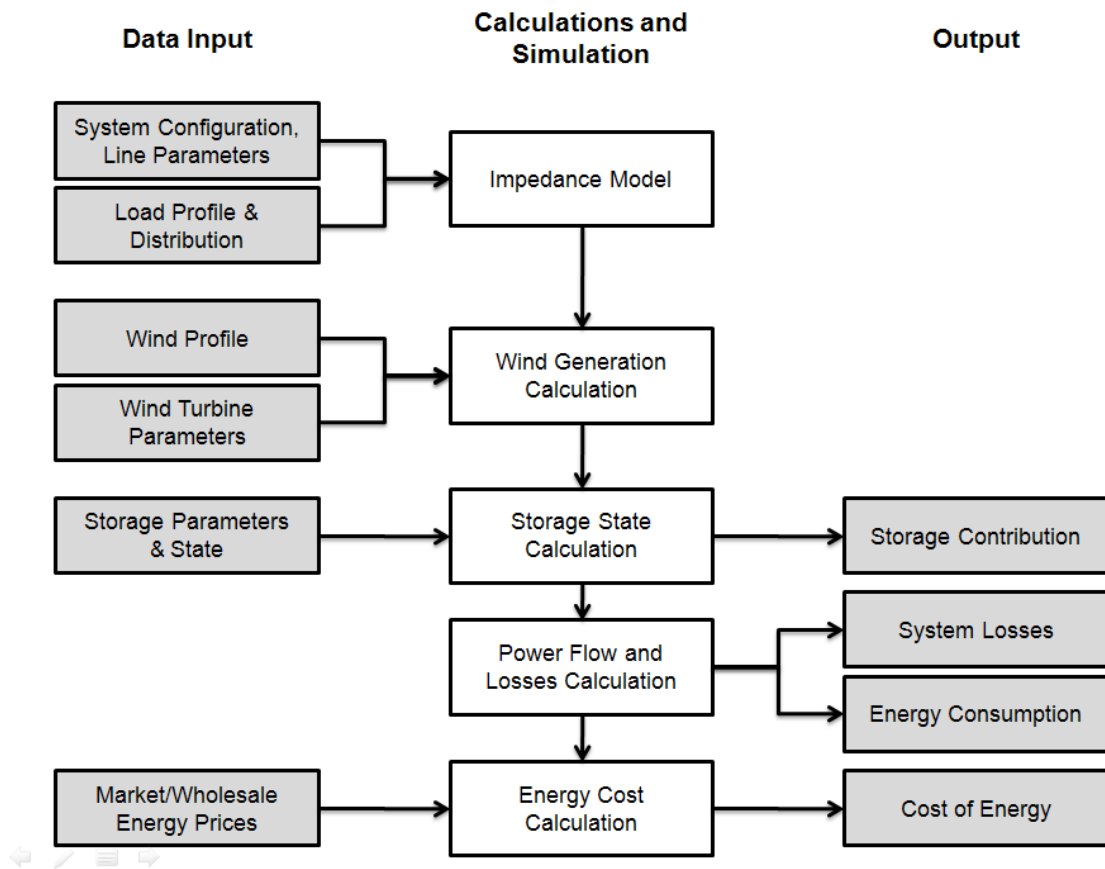 Data Input
Calculations and
Simulation
Output
System Configuration,
Line Parameters
Load Profile &
Distribution
Impedance Model
Wind Profile
Wind Turbine
Parameters
Wind Generation
Calculation
Storage Parameters
& State
Storage State
Calculation
Storage Contribution
Power Flow and
Losses Calculation
System Losses
Energy Consumption
Market/Wholesale
Energy Prices
Energy Cost
Calculation
Cost of Energy